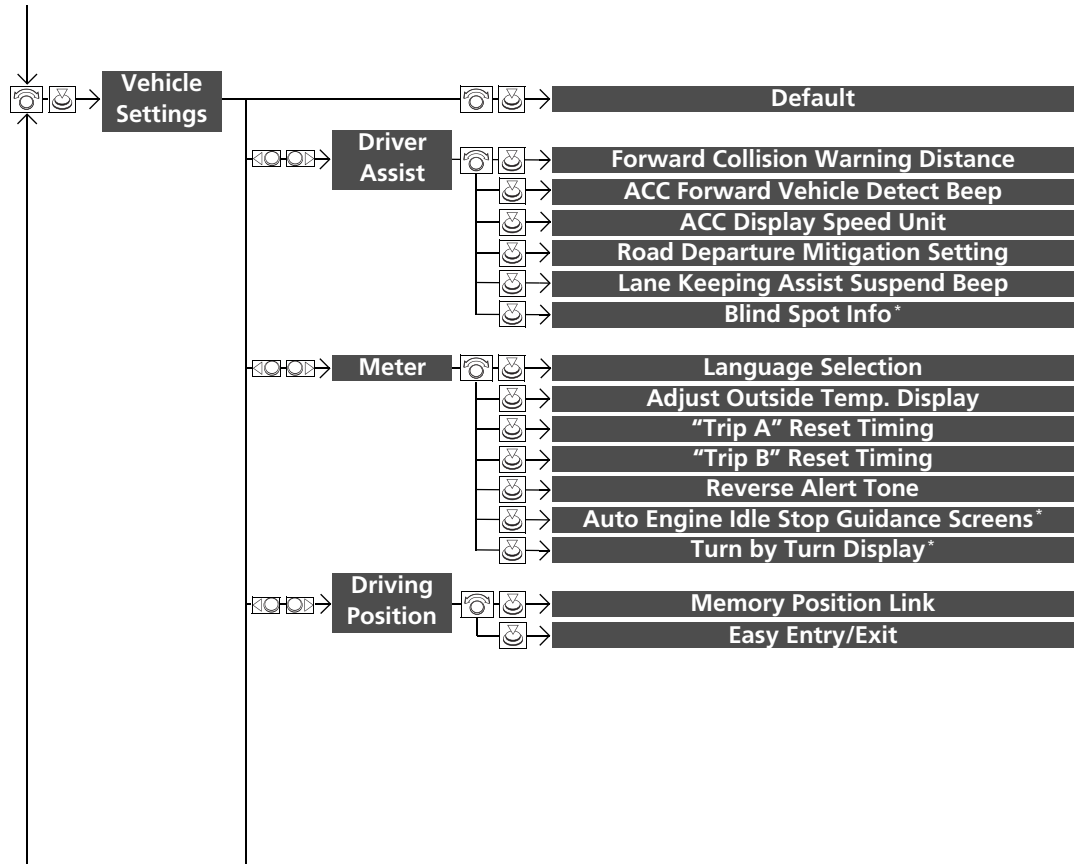 Vehicle
Settings
Default
Driver
Assist
Forward Collision Warning Distance
ACC Forward Vehicle Detect Beep
ACC Display Speed Unit
Road Departure Mitigation Setting
Lane Keeping Assist Suspend Beep
Blind Spot Info*
Meter
Language Selection
Adjust Outside Temp. Display
“Trip A” Reset Timing
“Trip B” Reset Timing
Reverse Alert Tone
Auto Engine Idle Stop Guidance Screens*
Turn by Turn Display*
Driving
Position
Memory Position Link
Easy Entry/Exit